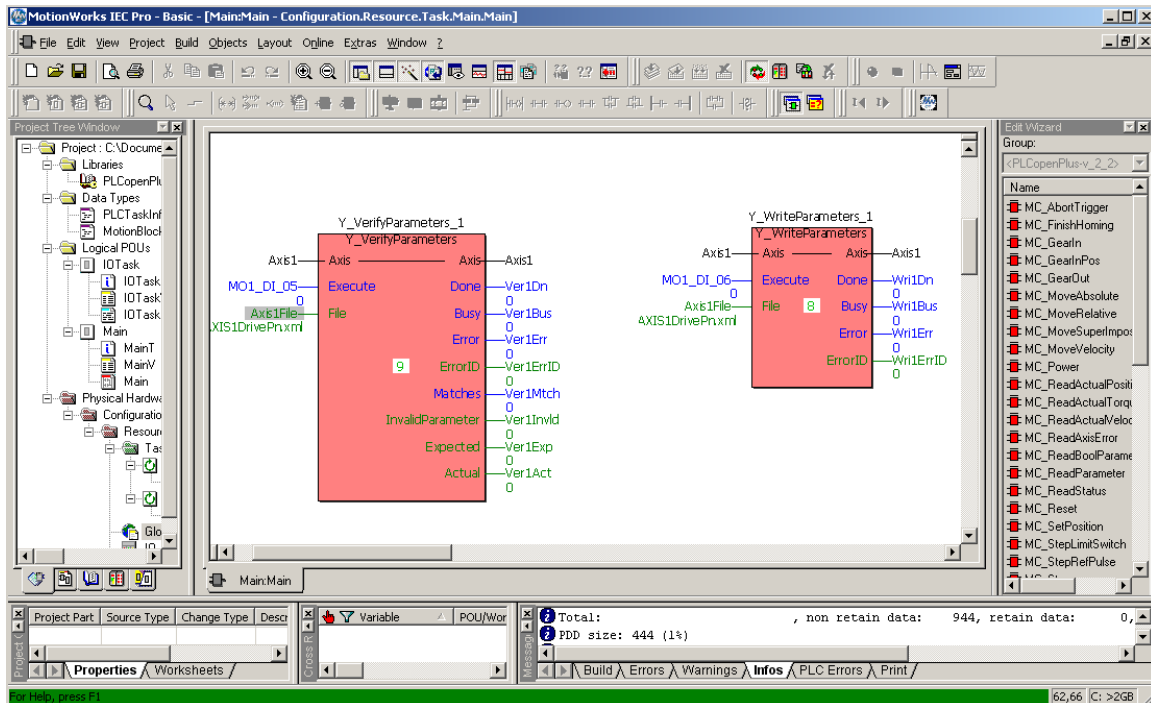 MotionWorks IEC Pro - Basic - [Main:Main - Configuration.Resource.Task.Main.Main]
File Edit View Project Build Objects Layout Online Extras Window ?
Project Tree Window
Project : C:\Docume
Libraries
PLCopenPlu
Data Types
PLCTaskInf
MotionBlock
Logical POUs
IOTask
IOTask
IOTask
IOTask
Main
MainT
MainV
Main
Physical Hardwa
Configuratio
Resour
Tas
Glo
IO
Y_VerifyParameters_1
Y_VerifyParameters
Axis1 Axis Axis Axis1
MO1_DI_05 Execute Done Ver1Dn
0 0
Axis1File File Busy Ver1Bus
AXIS1DrivePrn.xml 0
Error Ver1Err
0
9 ErrorID Ver1ErrID
0
Matches Ver1Mtch
0
InvalidParameter Ver1Invld
0
Expected Ver1Exp
0
Actual Ver1Act
0
Y_WriteParameters_1
Y_WriteParameters
Axis1 Axis Axis Axis1
MO1_DI_06 Execute Done Wri1Dn
0 0
Axis1File File 8 Busy Wri1Bus
AXIS1DrivePrn.xml 0
Error Wri1Err
0
ErrorID Wri1ErrID
0
Main:Main
Edit Wizard
Group:
<PLCopenPlus-v_2_2>
Name
MC_AbortTrigger
MC_FinishHoming
MC_GearIn
MC_GearInPos
MC_GearOut
MC_MoveAbsolute
MC_MoveRelative
MC_MoveSuperImpos
MC_MoveVelocity
MC_Power
MC_ReadActualPositi
MC_ReadActualTorqu
MC_ReadActualVeloc
MC_ReadAxisError
MC_ReadBoolParame
MC_ReadParameter
MC_ReadStatus
MC_Reset
MC_SetPosition
MC_StepLimitSwitch
MC_StepRefPulse
Project Part Source Type Change Type Descr
Properties Worksheets
Project (
Variable POU/Wor
Cross R
Total: , non retain data: 944, retain data: 0,
PDD size: 444 (1%)
Build Errors Warnings Infos PLC Errors Print
Messagi
For Help, press F1
62,66 C: >2GB